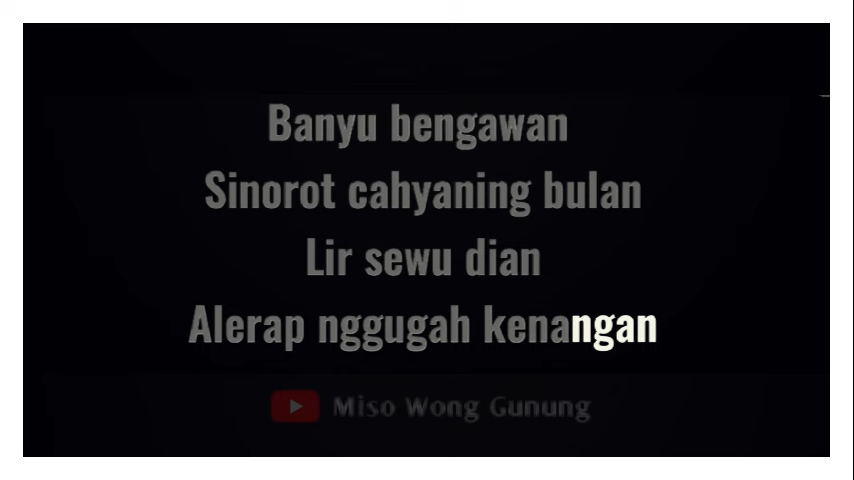 Banyu bengawan
Sinorot cahyaning bulan
Lir sewu dian
Alerap nggugah kenangan
Miso Wong Gunung